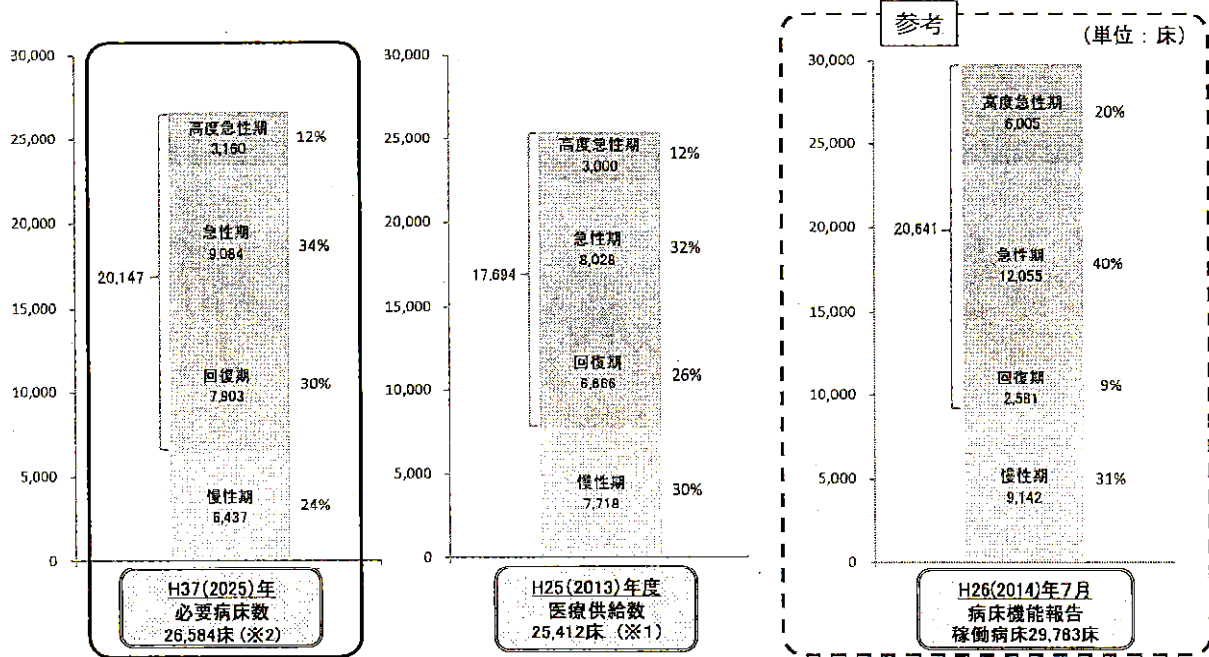 参考
(単位：床)
30,000
25,000
20,000
15,000
10,000
5,000
0
20,147
高度急性期
3,160
12%
急性期
9,084
34%
回復期
7,903
30%
慢性期
6,437
24%
H37(2025)年
必要病床数
26,584床 (※2)
30,000
25,000
20,000
15,000
10,000
5,000
0
17,694
高度急性期
3,000
12%
急性期
8,028
32%
回復期
6,666
26%
慢性期
7,718
30%
H25(2013)年度
医療供給数
25,412床 (※1)
30,000
25,000
20,000
15,000
10,000
5,000
0
20,641
高度急性期
6,005
20%
急性期
12,055
40%
回復期
2,581
9%
慢性期
9,142
31%
H26(2014)年7月
病床機能報告
稼働病床29,783床